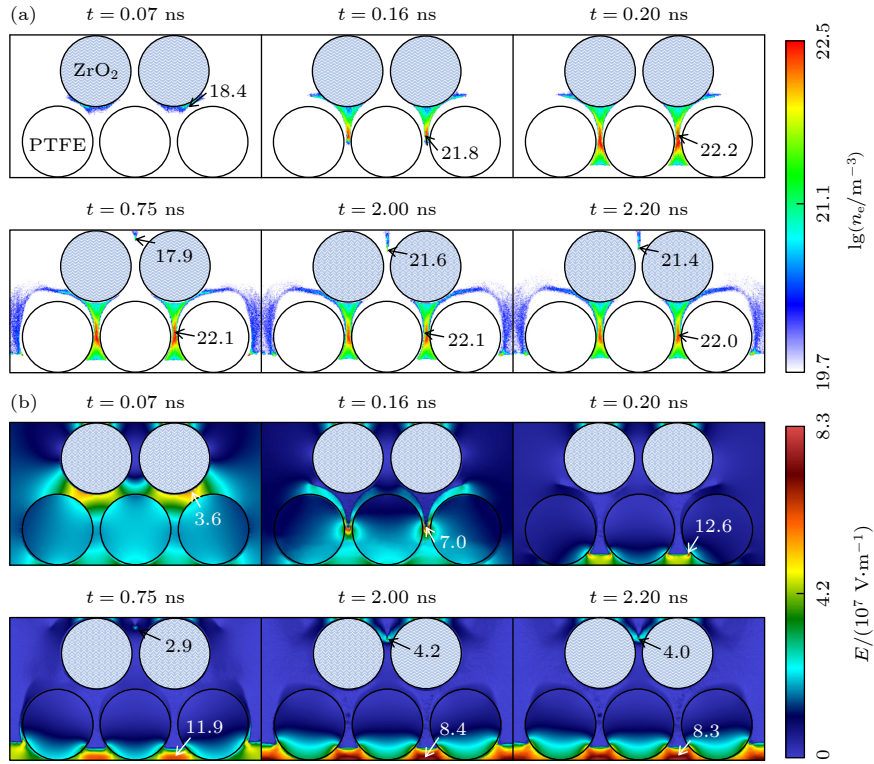 (a)
t = 0.07 ns t = 0.16 ns t = 0.20 ns
ZrO₂
PTFE
18.4
21.8
22.2
t = 0.75 ns t = 2.00 ns t = 2.20 ns
17.9
22.1
21.6
22.1
21.4
22.0
22.5
21.1
19.7
lg(nₑ/m⁻³)
(b)
t = 0.07 ns t = 0.16 ns t = 0.20 ns
3.6
7.0
12.6
t = 0.75 ns t = 2.00 ns t = 2.20 ns
2.9
11.9
4.2
8.4
4.0
8.3
8.3
4.2
0
E/(10⁷ V·m⁻¹)